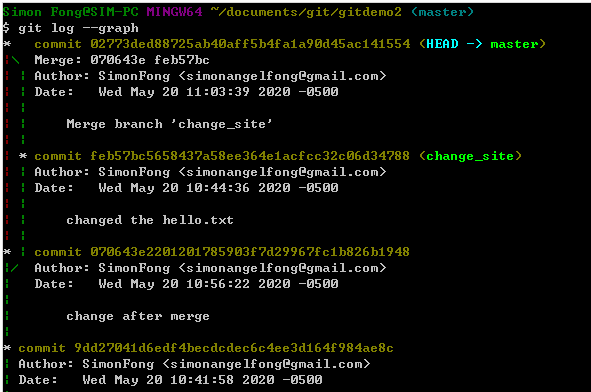 Simon Fong@SIM-PC MINGW64 ~/documents/git/gitdemo2 (master)
$ git log --graph
*   commit 02773ded88725ab40aff5b4fa1a90d45ac141554 (HEAD -> master)
|\  Merge: 070643e feb57bc
| | Author: SimonFong <simonangelfong@gmail.com>
| | Date:   Wed May 20 11:03:39 2020 -0500
| |
| |     Merge branch 'change_site'
| |
| * commit feb57bc5658437a58ee364e1acfcc32c06d34788 (change_site)
| | Author: SimonFong <simonangelfong@gmail.com>
| | Date:   Wed May 20 10:44:36 2020 -0500
| |
| |     changed the hello.txt
| |
* | commit 070643e2201201785903f7d29967fc1b826b1948
|/  Author: SimonFong <simonangelfong@gmail.com>
|   Date:   Wed May 20 10:56:22 2020 -0500
|
|       change after merge
|
* commit 9dd27041d6edf4becdcdec6c4ee3d164f984ae8c
| Author: SimonFong <simonangelfong@gmail.com>
| Date:   Wed May 20 10:41:58 2020 -0500